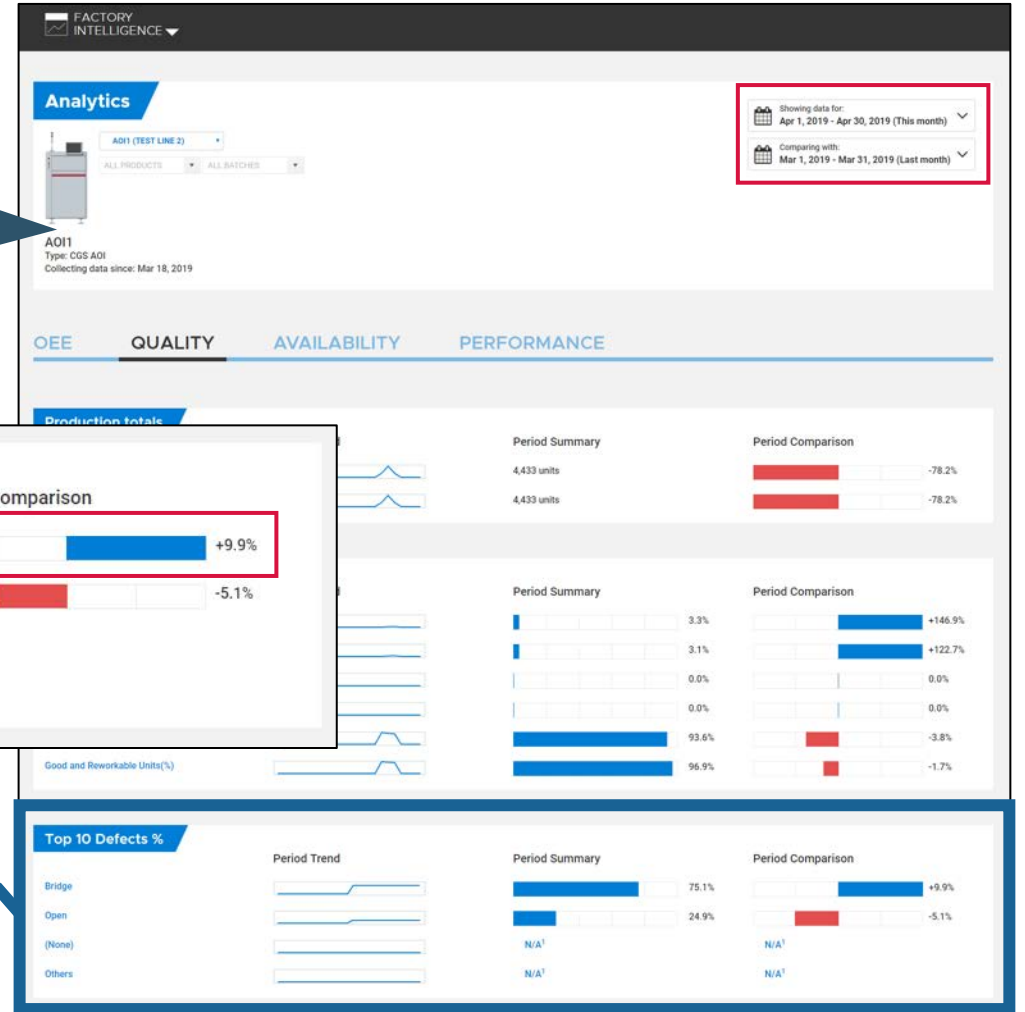 FACTORY
INTELLIGENCE
Analytics
AOI1 (TEST LINE 2)
ALL PRODUCTS ALL BATCHES
Showing data for:
Apr 1, 2019 - Apr 30, 2019 (This month)
Comparing with:
Mar 1, 2019 - Mar 31, 2019 (Last month)
AOI1
Type: CGS AOI
Collecting data since: Mar 18, 2019
OEE QUALITY AVAILABILITY PERFORMANCE
Production totals
Period Summary Period Comparison
4,433 units -78.2%
4,433 units -78.2%
omparison
+9.9%
-5.1%
Period Summary Period Comparison
3.3% +146.9%
3.1% +122.7%
0.0% 0.0%
0.0% 0.0%
93.6% -3.8%
Good and Reworkable Units(%) 96.9% -1.7%
Top 10 Defects %
Period Trend Period Summary Period Comparison
Bridge 75.1% +9.9%
Open 24.9% -5.1%
(None) N/A¹ N/A¹
Others N/A¹ N/A¹